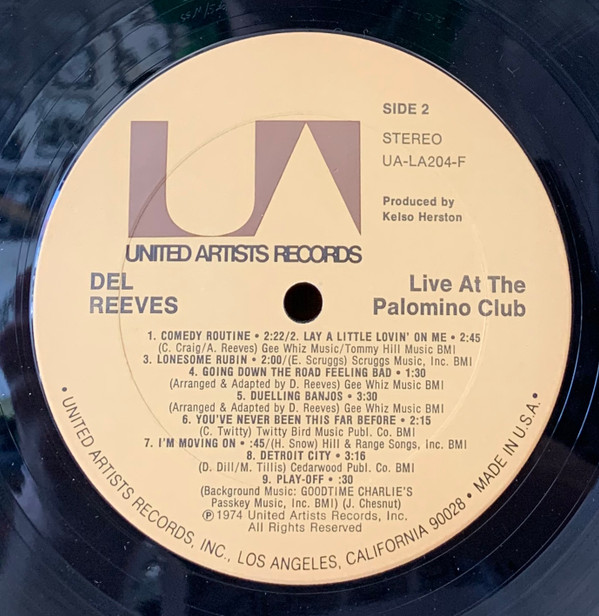 SIDE 2
STEREO
UA-LA204-F
Produced by
Kelso Herston
UA
UNITED ARTISTS RECORDS
DEL
REEVES
Live At The
Palomino Club
1. COMEDY ROUTINE • 2:22/2. LAY A LITTLE LOVIN' ON ME • 2:45
(C. Craig/A. Reeves) Gee Whiz Music/Tommy Hill Music BMI
3. LONESOME RUBIN • 2:00/(E. Scruggs) Scruggs Music, Inc. BMI
4. GOING DOWN THE ROAD FEELING BAD • 1:30
(Arranged & Adapted by D. Reeves) Gee Whiz Music BMI
5. DUELLING BANJOS • 3:30
(Arranged & Adapted by D. Reeves) Gee Whiz Music BMI
6. YOU'VE NEVER BEEN THIS FAR BEFORE • 2:15
(C. Twitty) Twitty Bird Music Publ. Co. BMI
7. I'M MOVING ON • :45/(H. Snow) Hill & Range Songs, Inc. BMI
8. DETROIT CITY • 3:16
(D. Dill/M. Tillis) Cedarwood Publ. Co. BMI
9. PLAY-OFF • :30
(Background Music: GOODTIME CHARLIE'S
Passkey Music, Inc. BMI) (J. Chesnut)
℗ 1974 United Artists Records, Inc.
All Rights Reserved
• UNITED ARTISTS RECORDS, INC., LOS ANGELES, CALIFORNIA 90028 • MADE IN U.S.A. •